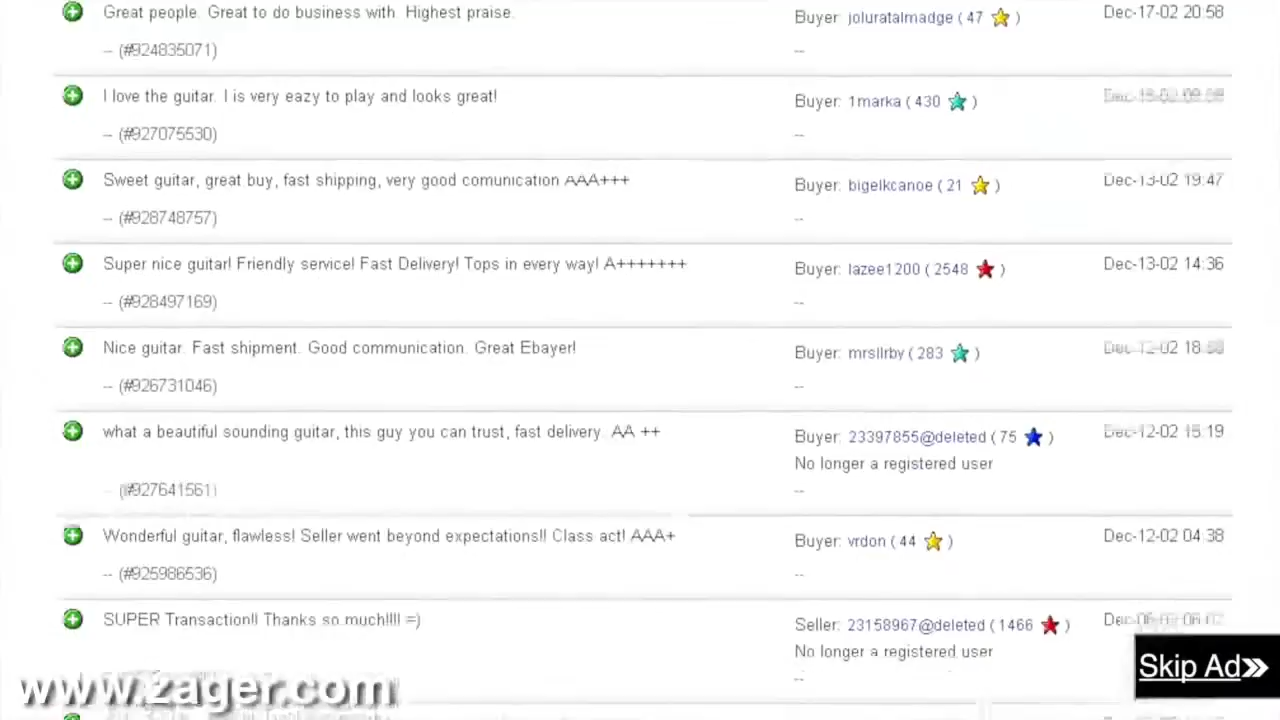 Great people. Great to do business with Highest praise. Buyer: joluratalmadge ( 47 ) Dec-17-02 20:58
-- (#924835071) --
I love the guitar. I is very eazy to play and looks great! Buyer: 1marka ( 430 )
-- (#927075530) --
Sweet guitar, great buy, fast shipping, very good comunication AAA+++ Buyer: bigelkcanoe ( 21 ) Dec-13-02 19:47
-- (#928748757) --
Super nice guitar! Friendly service! Fast Delivery! Tops in every way! A+++++++ Buyer: lazee1200 ( 2548 ) Dec-13-02 14:36
-- (#928497169) --
Nice guitar. Fast shipment. Good communication. Great Ebayer! Buyer: mrsllrby ( 283 ) Dec-12-02
-- (#926731046) --
what a beautiful sounding guitar, this guy you can trust, fast delivery. AA ++ Buyer: 23397855@deleted ( 75 ) Dec-12-02 15:19
No longer a registered user
-- (#927641561) --
Wonderful guitar, flawless! Seller went beyond expectations!! Class act! AAA+ Buyer: vrdon ( 44 ) Dec-12-02 04:38
-- (#925986536) --
SUPER Transaction!! Thanks so much!!!! =) Seller: 23158967@deleted ( 1466 )
No longer a registered user
--
www.zager.com
Skip Ad